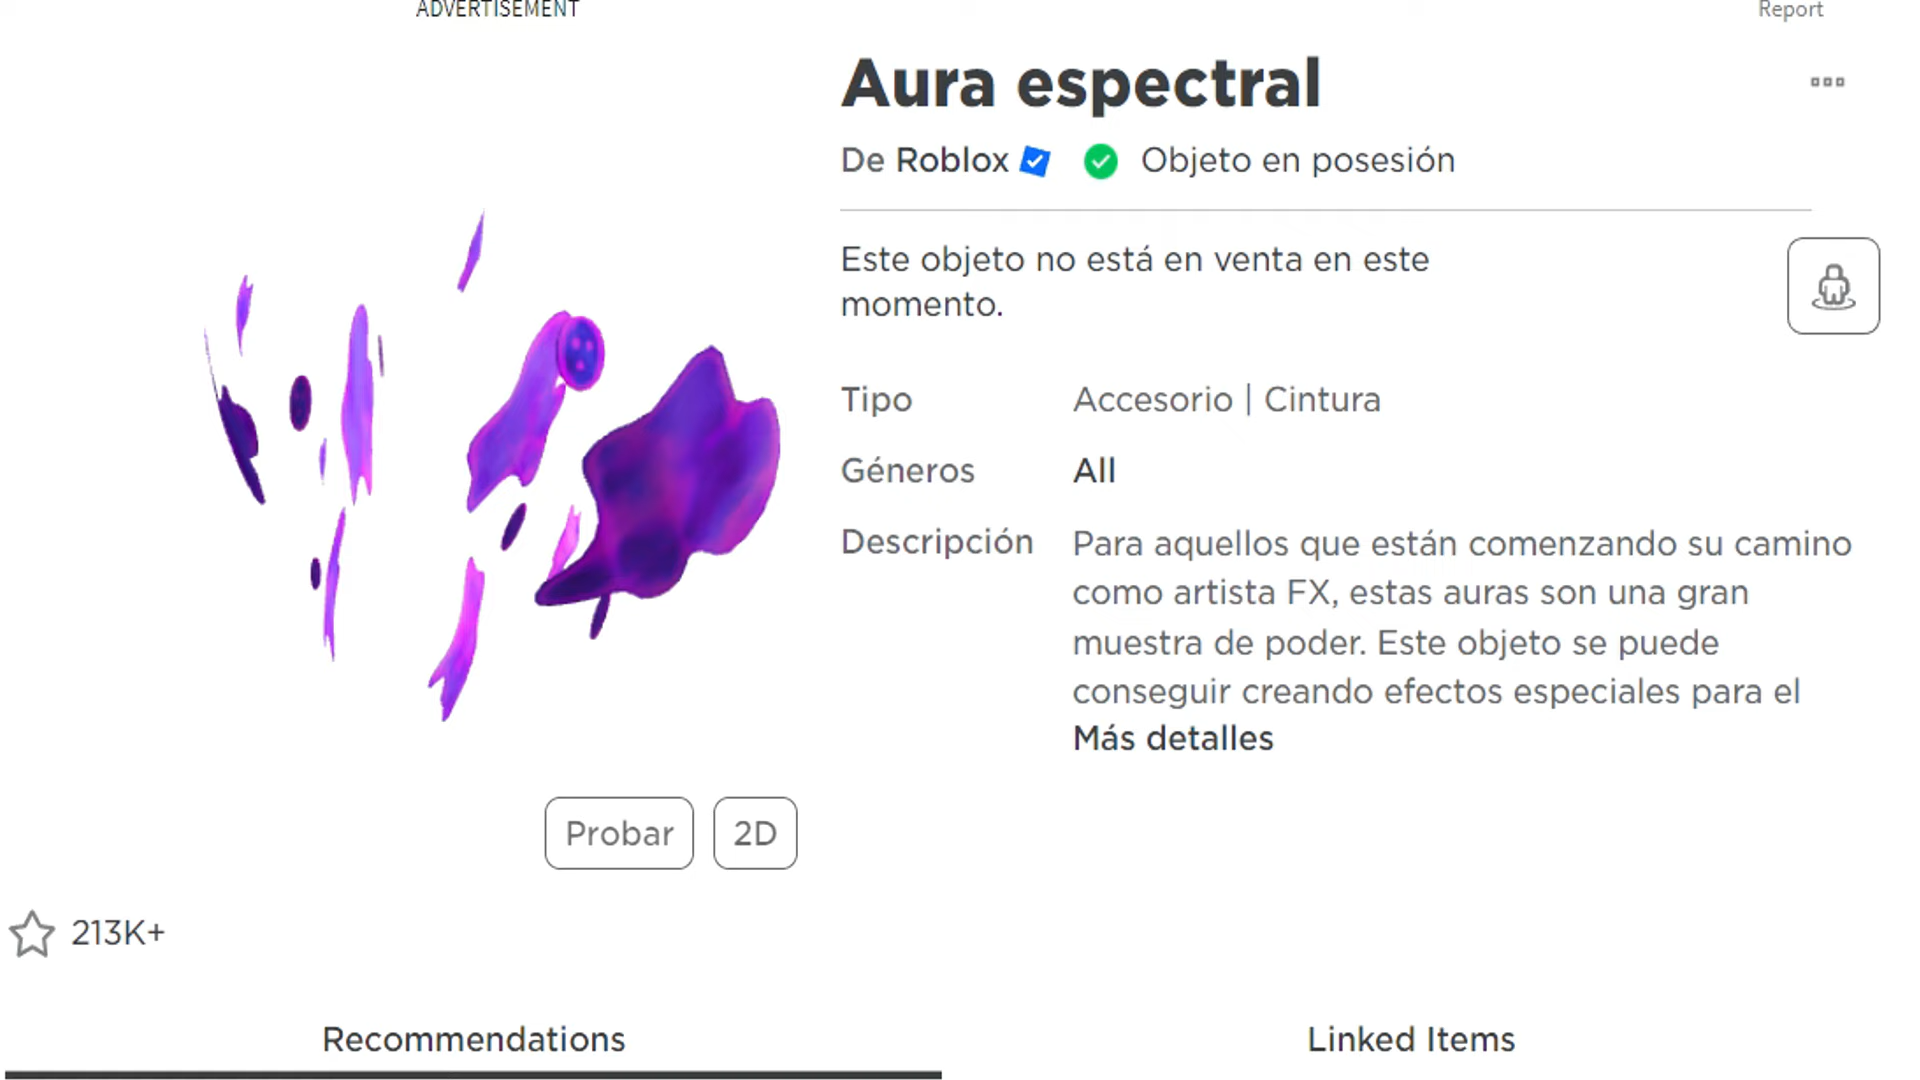 ADVERTISEMENT
Report
Aura espectral
De Roblox
Objeto en posesión
Este objeto no está en venta en este
momento.
Tipo
Accesorio | Cintura
Géneros
All
Descripción
Para aquellos que están comenzando su camino
como artista FX, estas auras son una gran
muestra de poder. Este objeto se puede
conseguir creando efectos especiales para el
Más detalles
Probar
2D
213K+
Recommendations
Linked Items